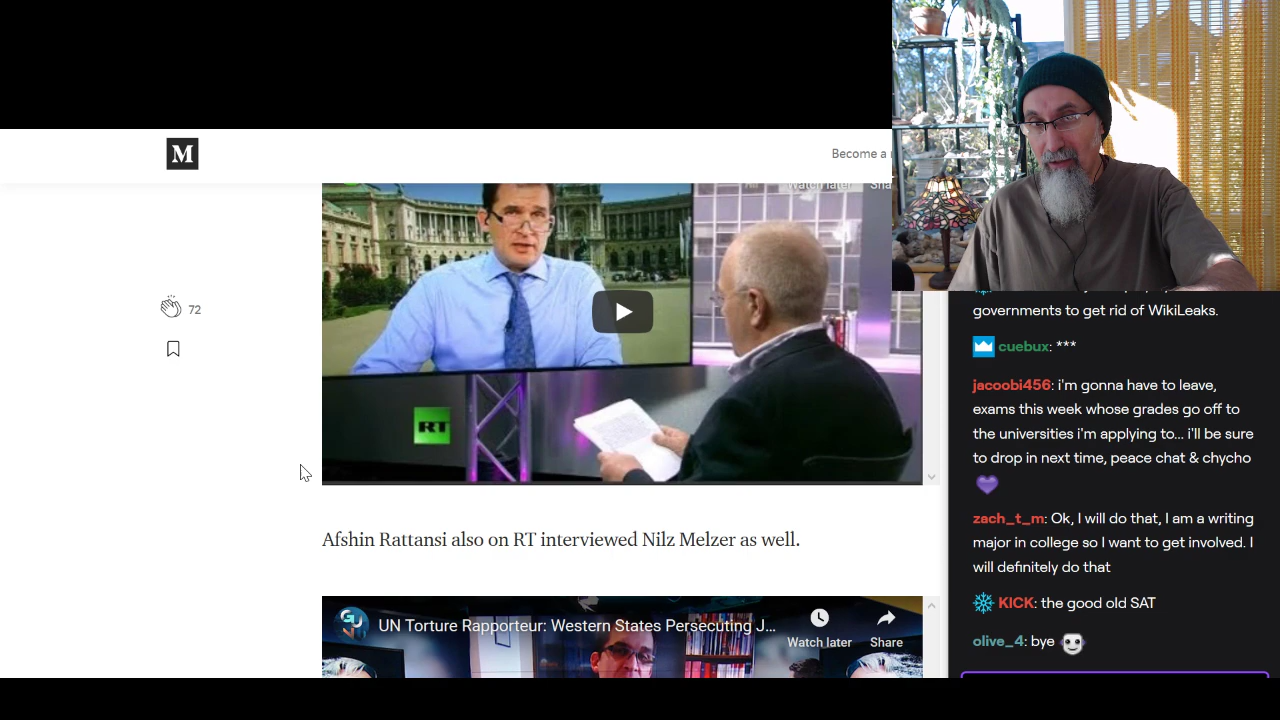 M
Become a
Watch later
Sha
72
RT
Afshin Rattansi also on RT interviewed Nilz Melzer as well.
UN Torture Rapporteur: Western States Persecuting J...
Watch later
Share
governments to get rid of WikiLeaks.
cuebux: ***
jacoobi456: i'm gonna have to leave,
exams this week whose grades go off to
the universities i'm applying to... i'll be sure
to drop in next time, peace chat & chycho
zach_t_m: Ok, I will do that, I am a writing
major in college so I want to get involved. I
will definitely do that
KICK: the good old SAT
olive_4: bye